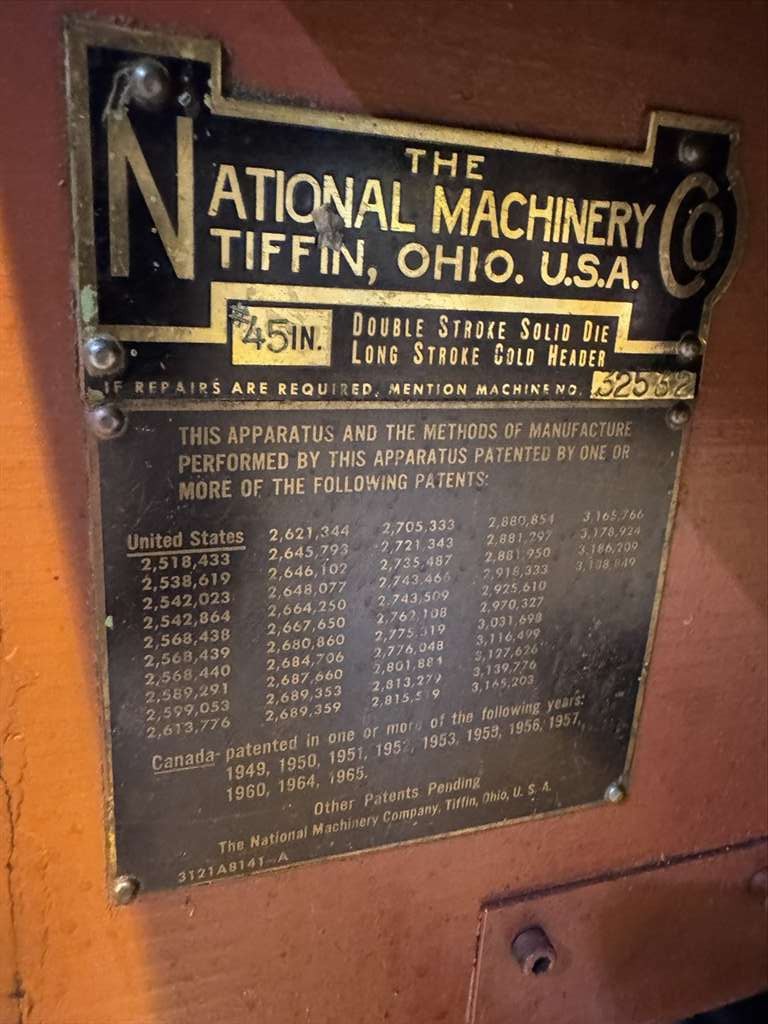 THE
NATIONAL MACHINERY CO
TIFFIN, OHIO. U.S.A.
#45IN. DOUBLE STROKE SOLID DIE
LONG STROKE COLD HEADER
IF REPAIRS ARE REQUIRED, MENTION MACHINE NO.
THIS APPARATUS AND THE METHODS OF MANUFACTURE
PERFORMED BY THIS APPARATUS PATENTED BY ONE OR
MORE OF THE FOLLOWING PATENTS:
United States 2,621,344 2,705,333 2,880,854 3,165,766
2,518,433 2,645,793 2,721,343 2,881,797 3,178,924
2,538,619 2,646,102 2,735,487 2,881,950 3,186,209
2,542,023 2,648,077 2,743,466 2,918,333
2,542,864 2,664,250 2,743,509 2,925,610
2,568,438 2,667,650 2,762,108 2,970,327
2,568,439 2,680,860 2,775,319 3,031,698
2,568,440 2,684,706 2,776,048 3,116,499
2,589,291 2,687,660 2,801,881 3,127,626
2,599,053 2,689,353 2,813,279 3,139,776
2,613,776 2,689,359 2,815,519 3,165,203
Canada- patented in one or more of the following years:
1949, 1950, 1951, 1952, 1953, 1956, 1957,
1960, 1964, 1965.
Other Patents Pending
The National Machinery Company, Tiffin, Ohio, U. S. A.
3121A8141-A